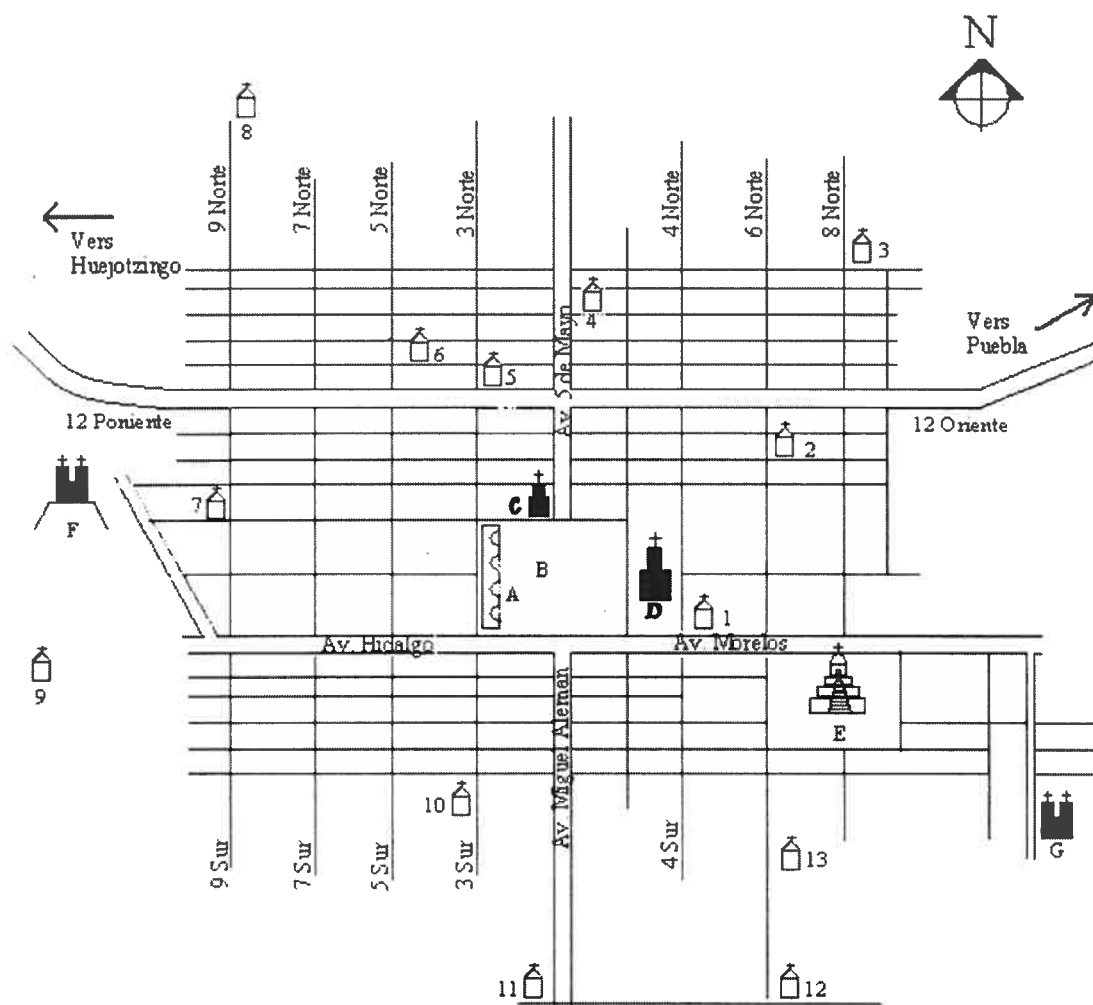 N
8
9 Norte
7 Norte
5 Norte
3 Norte
4 Norte
6 Norte
8 Norte
Vers
Huejotzingo
3
4
Av. 5 de Mayo
Vers
Puebla
6
5
12 Poniente
12 Oriente
2
7
C
F
B
A
D
1
Av. Hidalgo
Av. Morelos
9
E
Av. Miguel Aleman
10
9 Sur
7 Sur
5 Sur
3 Sur
4 Sur
G
13
11
12